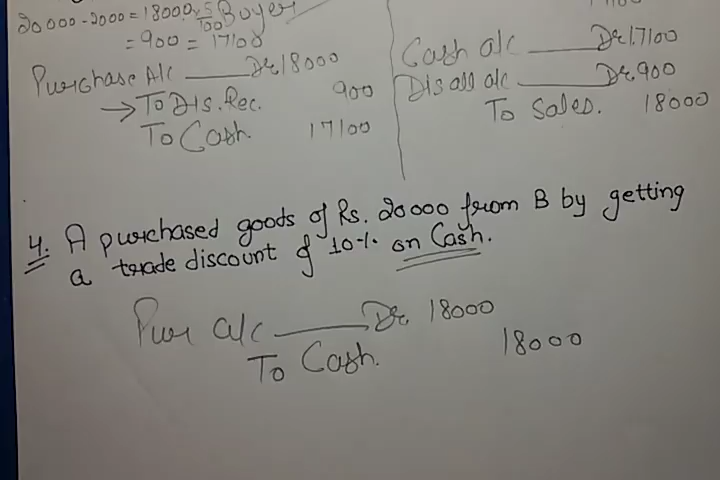 20000-2000=18000x5/100 Buyer
=900=17100
Purchase A/c Dr 18000
→ To Dis. Rec. 900
To Cash. 17100
Cash a/c Dr 17100
Dis all a/c Dr. 900
To Sales. 18000
4. A purchased goods of Rs. 20000 from B by getting
a trade discount of 10% on Cash.
Pur a/c Dr. 18000
To Cash. 18000